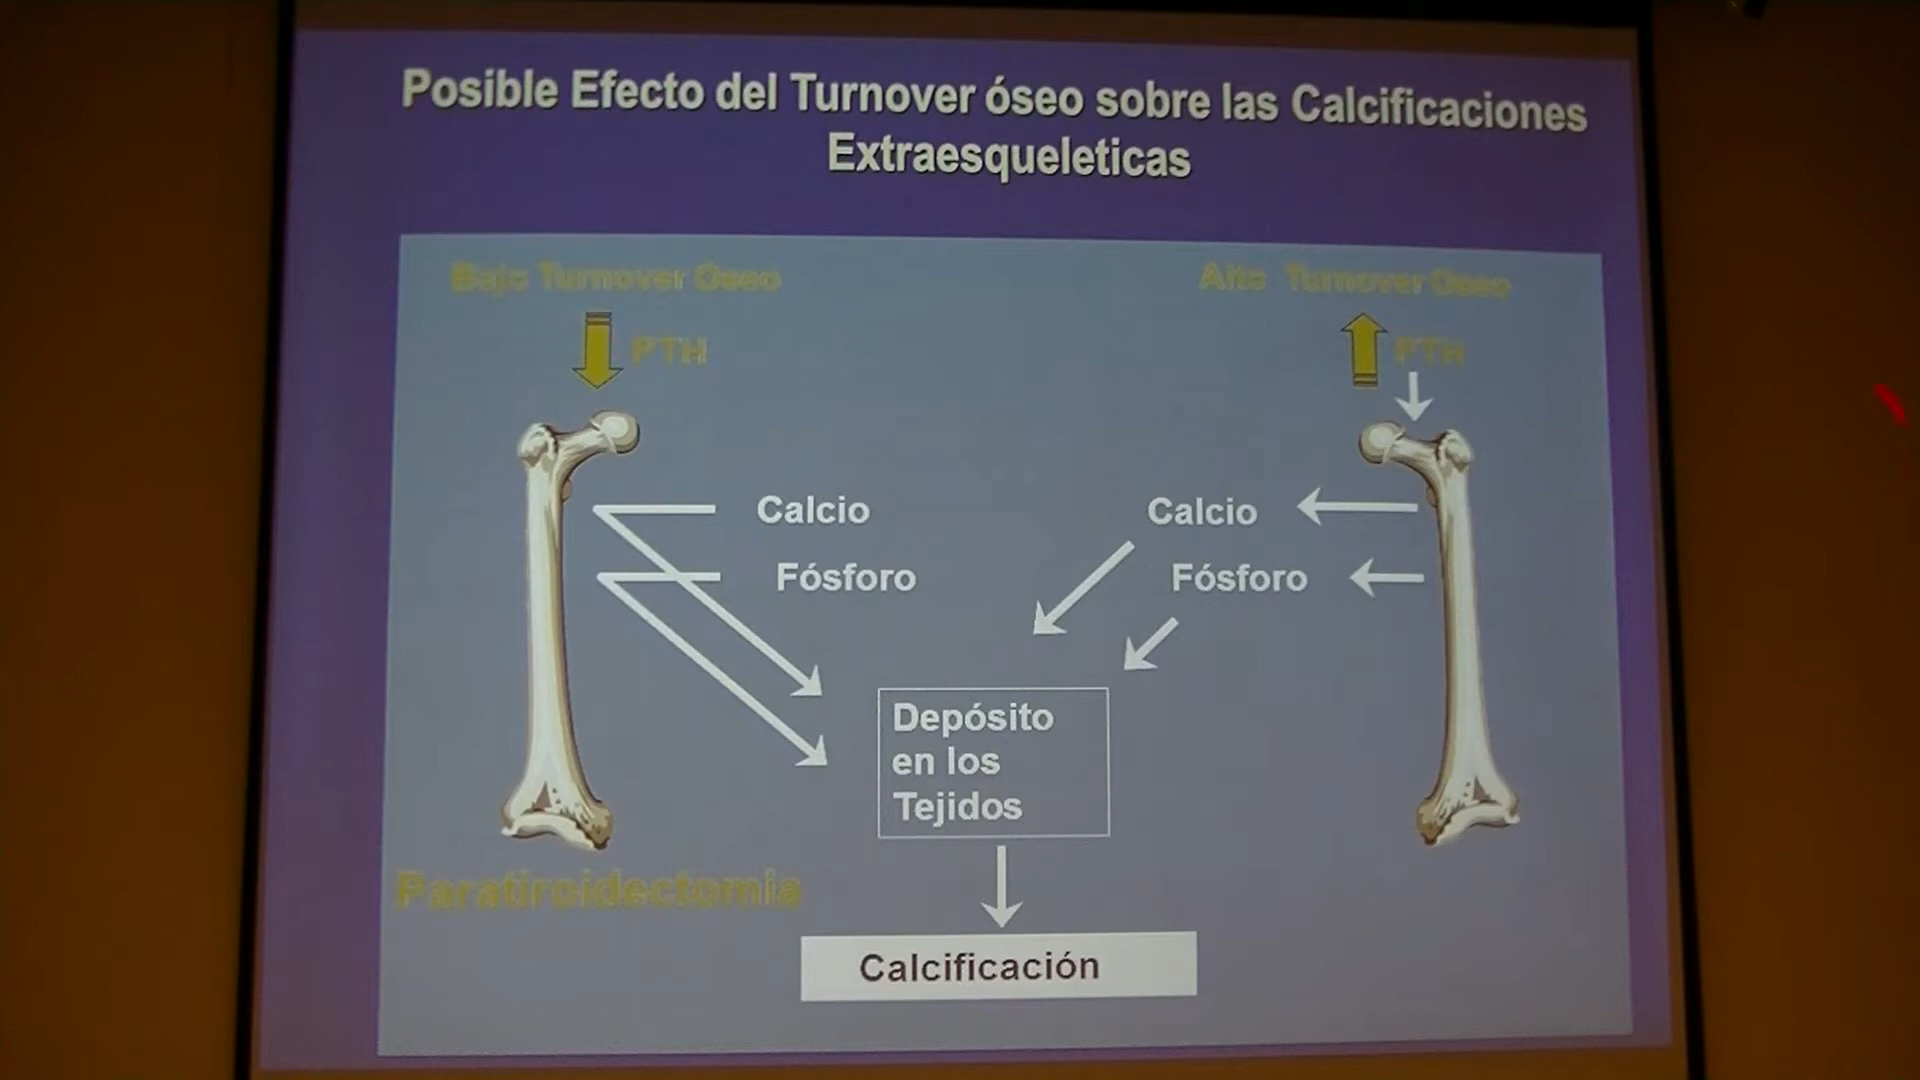 Posible Efecto del Turnover óseo sobre las Calcificaciones
Extraesqueleticas
Bajo Turnover Oseo
Alto Turnover Oseo
PTH
PTH
Calcio
Calcio
Fósforo
Fósforo
Depósito
en los
Tejidos
Paratiroidectomia
Calcificación